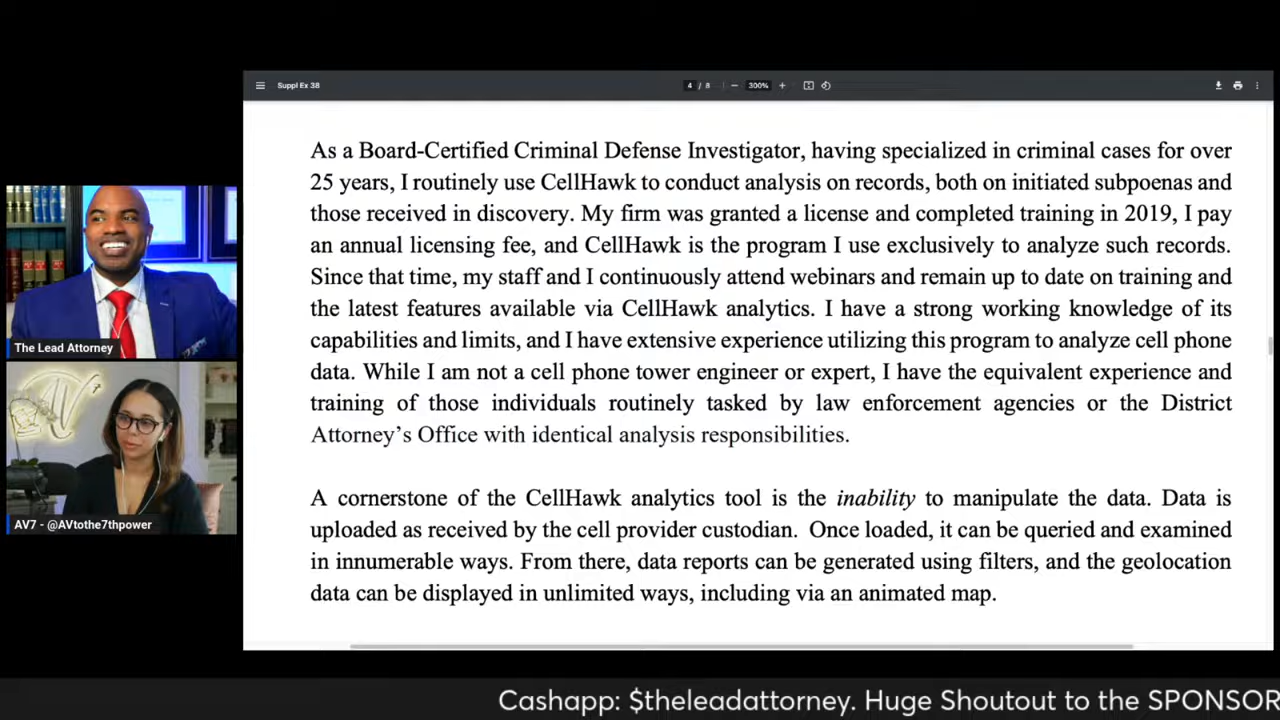 Suppl Ex 38
4 / 8
300%
As a Board-Certified Criminal Defense Investigator, having specialized in criminal cases for over
25 years, I routinely use CellHawk to conduct analysis on records, both on initiated subpoenas and
those received in discovery. My firm was granted a license and completed training in 2019, I pay
an annual licensing fee, and CellHawk is the program I use exclusively to analyze such records.
Since that time, my staff and I continuously attend webinars and remain up to date on training and
the latest features available via CellHawk analytics. I have a strong working knowledge of its
capabilities and limits, and I have extensive experience utilizing this program to analyze cell phone
data. While I am not a cell phone tower engineer or expert, I have the equivalent experience and
training of those individuals routinely tasked by law enforcement agencies or the District
Attorney's Office with identical analysis responsibilities.
A cornerstone of the CellHawk analytics tool is the inability to manipulate the data. Data is
uploaded as received by the cell provider custodian. Once loaded, it can be queried and examined
in innumerable ways. From there, data reports can be generated using filters, and the geolocation
data can be displayed in unlimited ways, including via an animated map.
The Lead Attorney
AV
AV7 - @AVtothe7thpower
Cashapp: $theleadattorney. Huge Shoutout to the SPONSOR